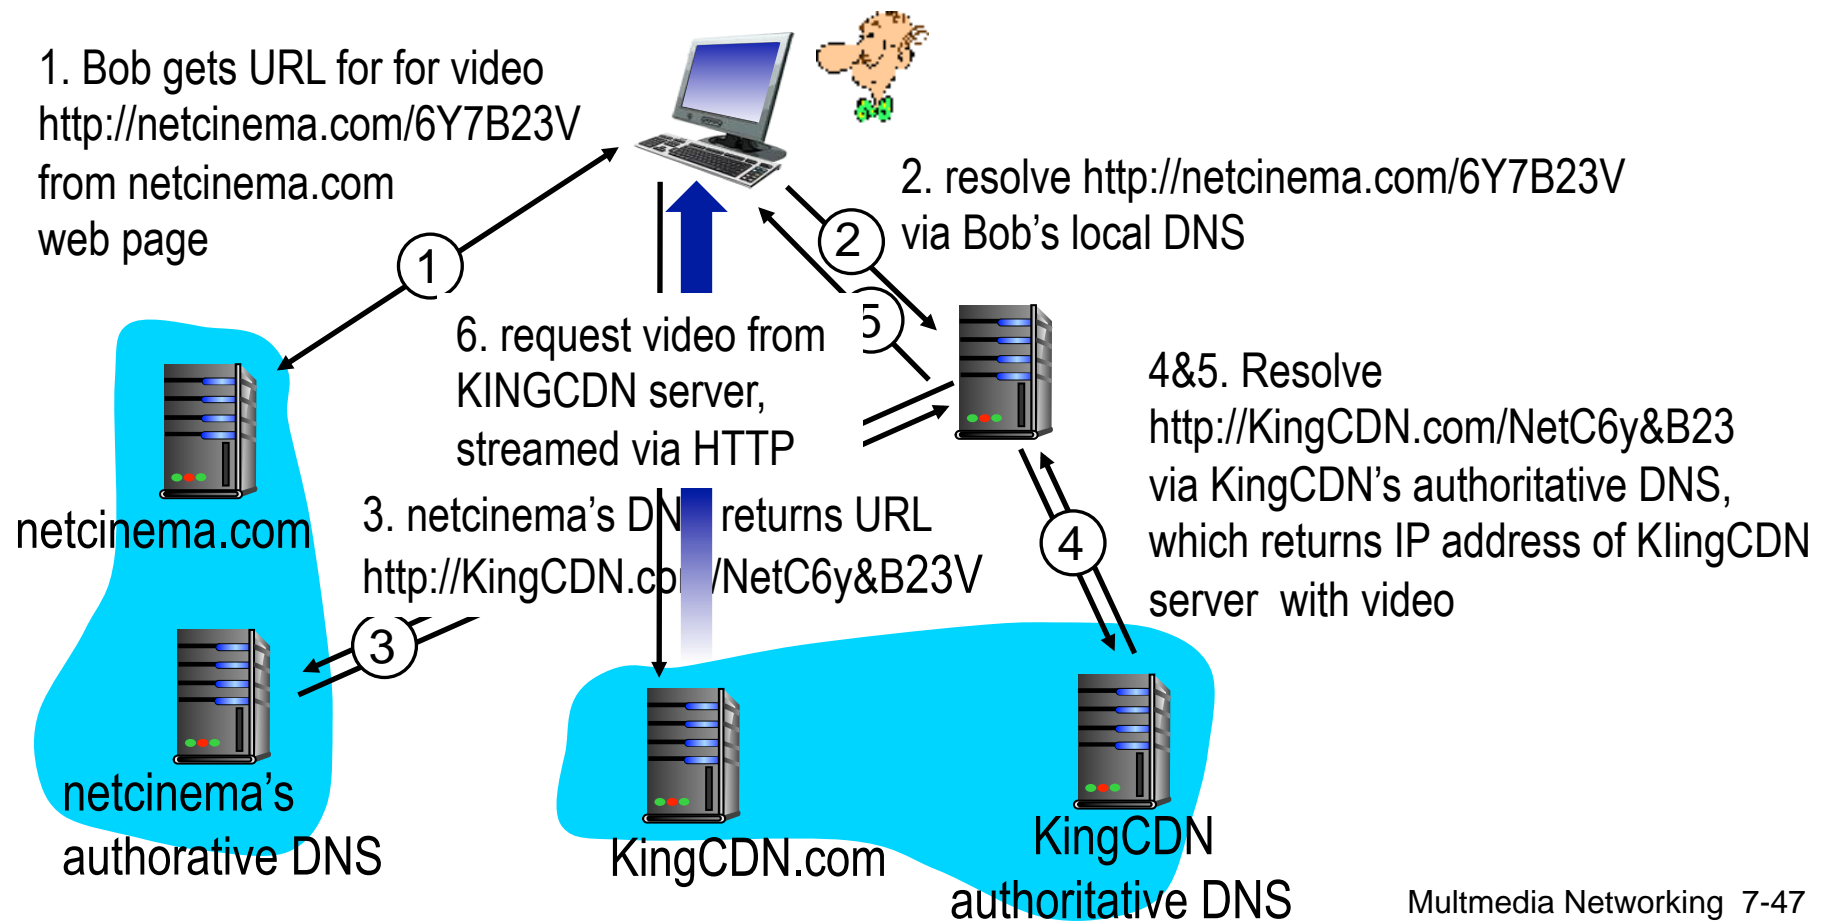 1. Bob gets URL for for video
http://netcinema.com/6Y7B23V
from netcinema.com
web page
2. resolve http://netcinema.com/6Y7B23V
via Bob’s local DNS
1
2
5
6. request video from
KINGCDN server,
streamed via HTTP
4&5. Resolve
http://KingCDN.com/NetC6y&B23
via KingCDN’s authoritative DNS,
which returns IP address of KIingCDN
server with video
netcinema.com
3. netcinema’s DNS returns URL
http://KingCDN.com/NetC6y&B23V
4
3
netcinema’s
authorative DNS
KingCDN.com
KingCDN
authoritative DNS
Multmedia Networking 7-47